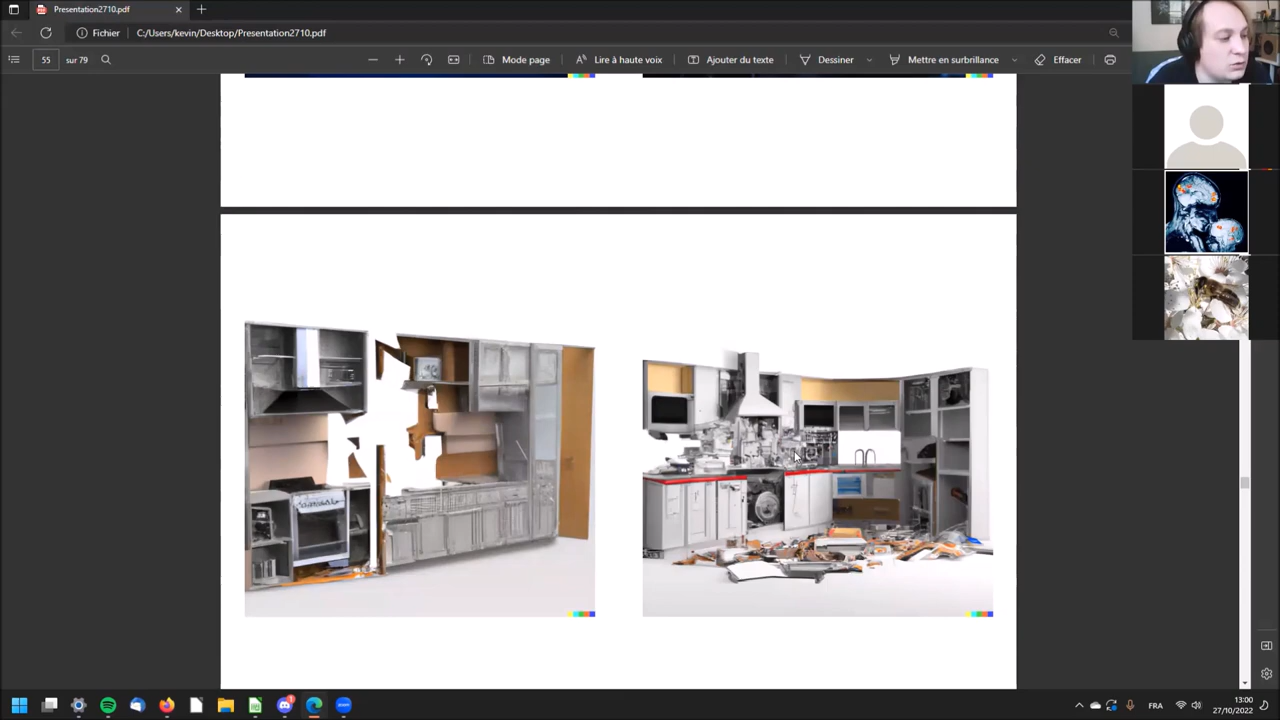 Presentation2710.pdf
Fichier
C:/Users/kevin/Desktop/Presentation2710.pdf
55
sur 79
Mode page
Lire à haute voix
Ajouter du texte
Dessiner
Mettre en surbrillance
Effacer
FRA
13:00
27/10/2022